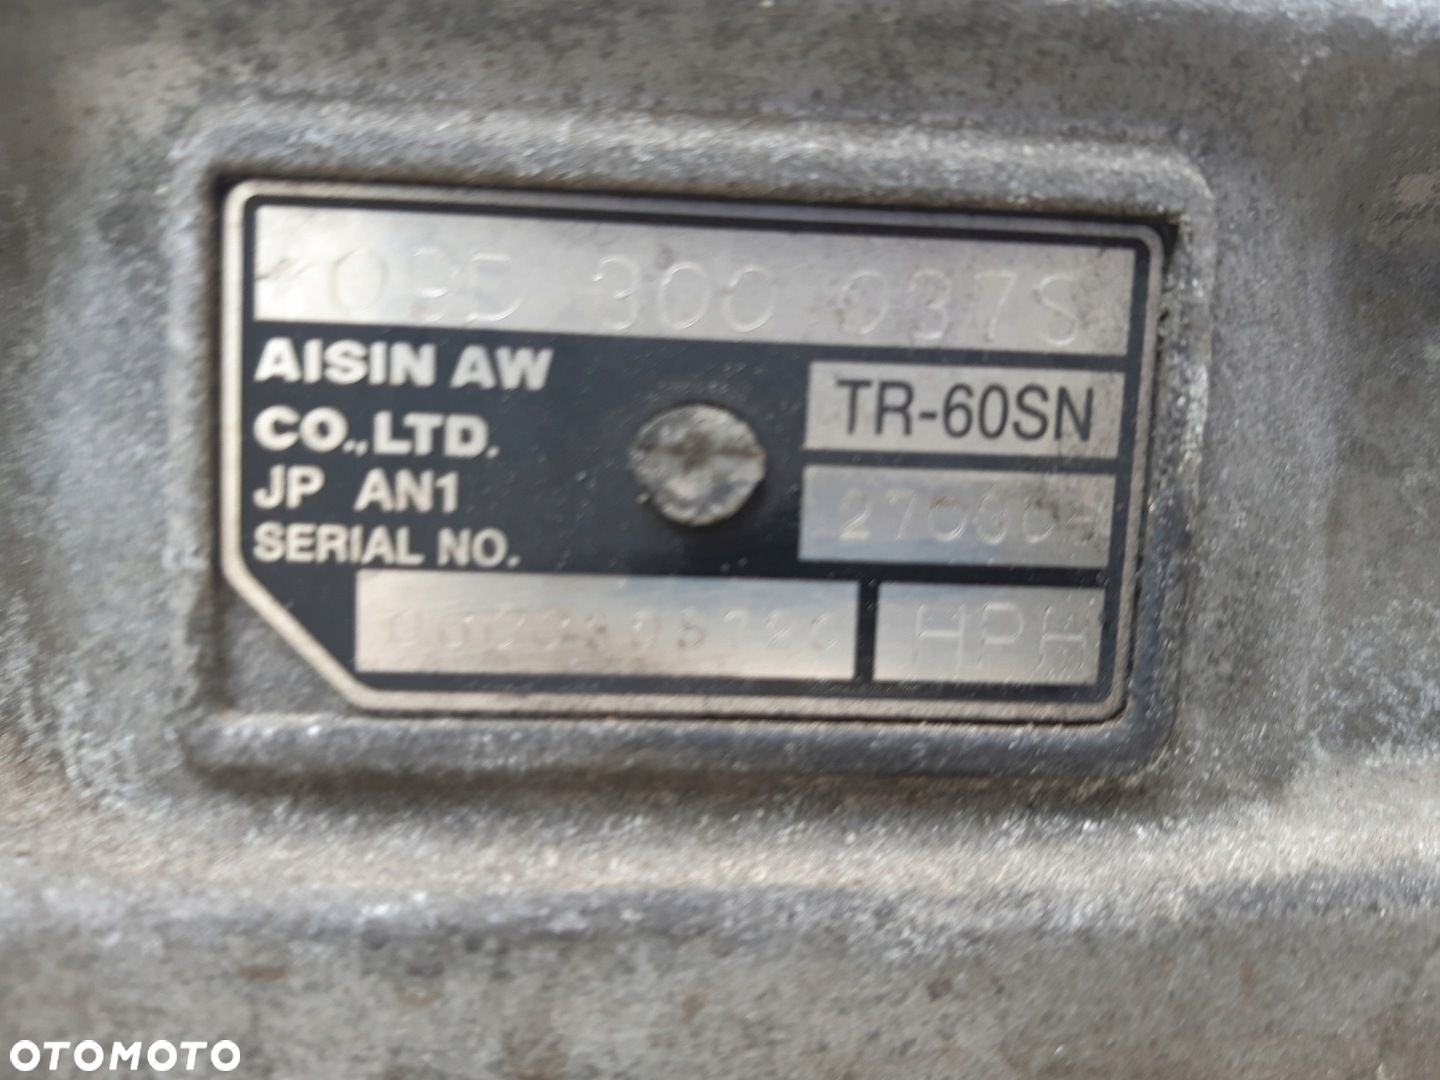 09D 300 037S
AISIN AW
CO.,LTD.
TR-60SN
JP AN1
SERIAL NO.
HPH
OTOMOTO